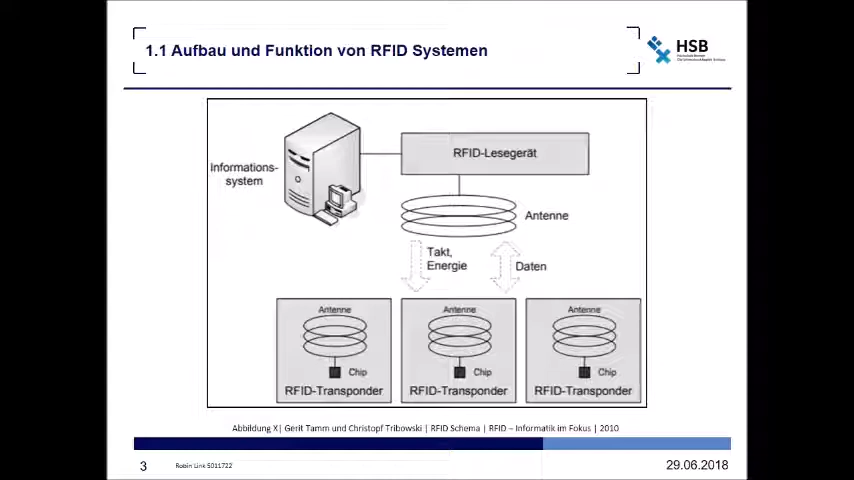 1.1 Aufbau und Funktion von RFID Systemen
HSB
Informations-
system
RFID-Lesegerät
Antenne
Takt,
Energie
Daten
Antenne
Chip
RFID-Transponder
Antenne
Chip
RFID-Transponder
Antenne
Chip
RFID-Transponder
Abbildung X| Gerit Tamm und Christopf Tribowski | RFID Schema | RFID – Informatik im Fokus | 2010
3
Robin Link 5011722
29.06.2018